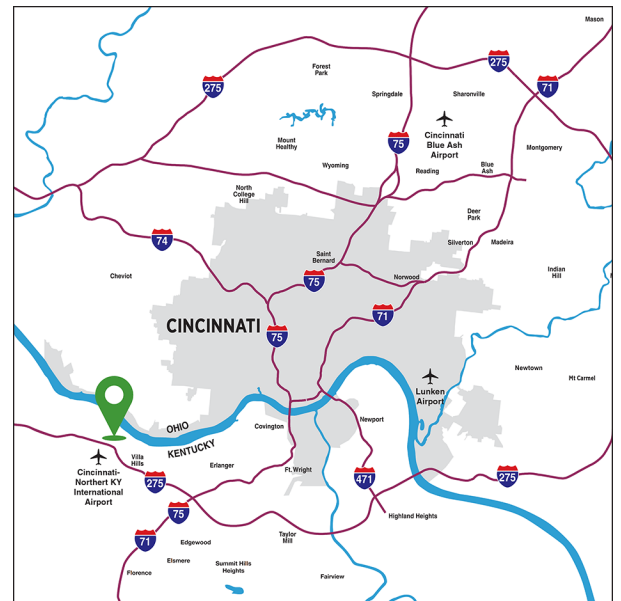 Mason
275
Forest
Park
71
275
Springdale
Sharonville
Cincinnati
Blue Ash
Airport
75
Mount
Healthy
Montgomery
Wyoming
Reading
Blue
Ash
North
College
Hill
Deer
Park
74
Silverton
Madeira
Saint
Bernard
Cheviot
75
Norwood
Indian
Hill
71
CINCINNATI
75
Newtown
Mt Carmel
Lunken
Airport
OHIO
KENTUCKY
Covington
Newport
Villa
Hills
Erlanger
Ft. Wright
Cincinnati-
Northert KY
International
Airport
275
471
275
75
Highland Heights
71
Edgewood
Taylor
Mill
Elsmere
Summit Hills
Heights
Florence
Fairview